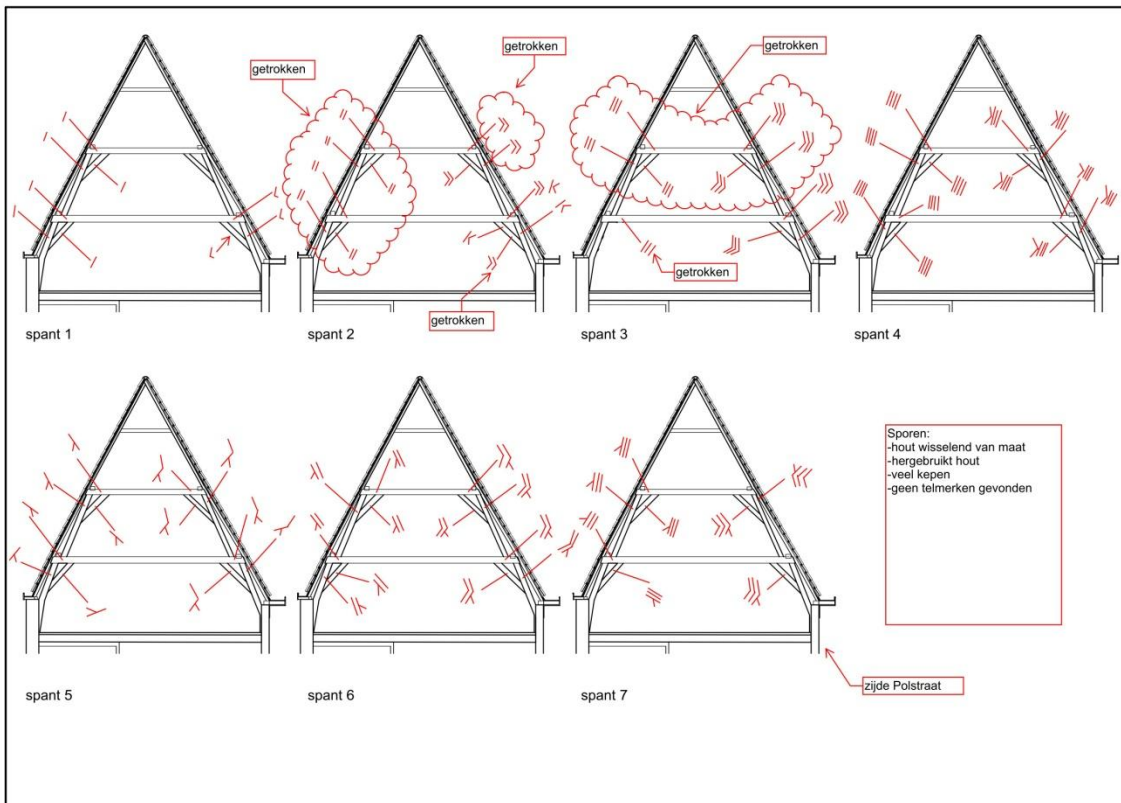 getrokken
getrokken
getrokken
getrokken
getrokken
spant 1
spant 2
spant 3
spant 4
Sporen:
-hout wisselend van maat
-hergebruikt hout
-veel kepen
-geen telmerken gevonden
zijde Polstraat
spant 5
spant 6
spant 7